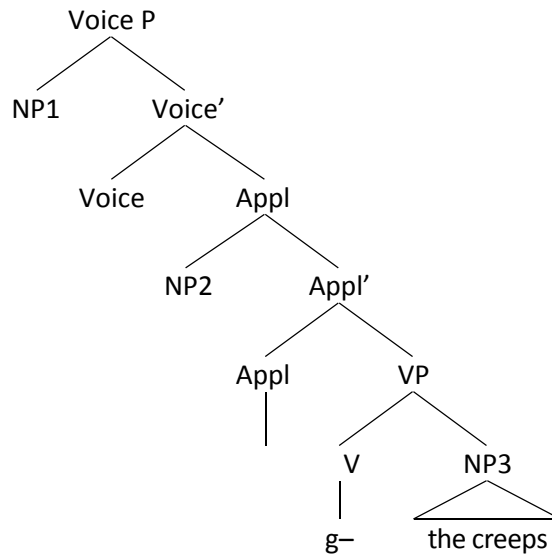 Voice P
NP1 Voice’
Voice Appl
NP2 Appl’
Appl VP
V NP3
g– the creeps